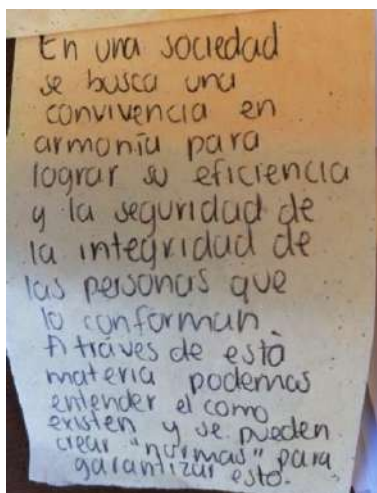 En una sociedad
se busca una
convivencia en
armonía para
lograr su eficiencia
y la seguridad de
la integridad de
las personas que
lo conforman.
A tráves de esta
materia podemos
entender el como
existen y se pueden
crear "normas" para
garantizar esto.